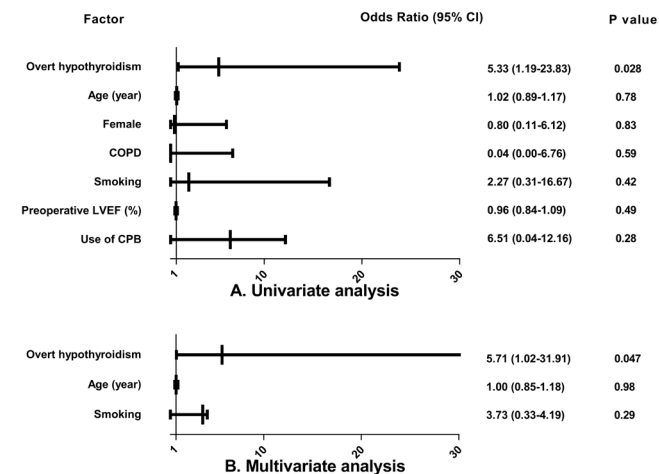 Factor Odds Ratio (95% CI) P value
Overt hypothyroidism 5.33 (1.19-23.83) 0.028
Age (year) 1.02 (0.89-1.17) 0.78
Female 0.80 (0.11-6.12) 0.83
COPD 0.04 (0.00-6.76) 0.59
Smoking 2.27 (0.31-16.67) 0.42
Preoperative LVEF (%) 0.96 (0.84-1.09) 0.49
Use of CPB 6.51 (0.04-12.16) 0.28
1 10 20 30
A. Univariate analysis
Overt hypothyroidism 5.71 (1.02-31.91) 0.047
Age (year) 1.00 (0.85-1.18) 0.98
Smoking 3.73 (0.33-4.19) 0.29
1 10 20 30
B. Multivariate analysis